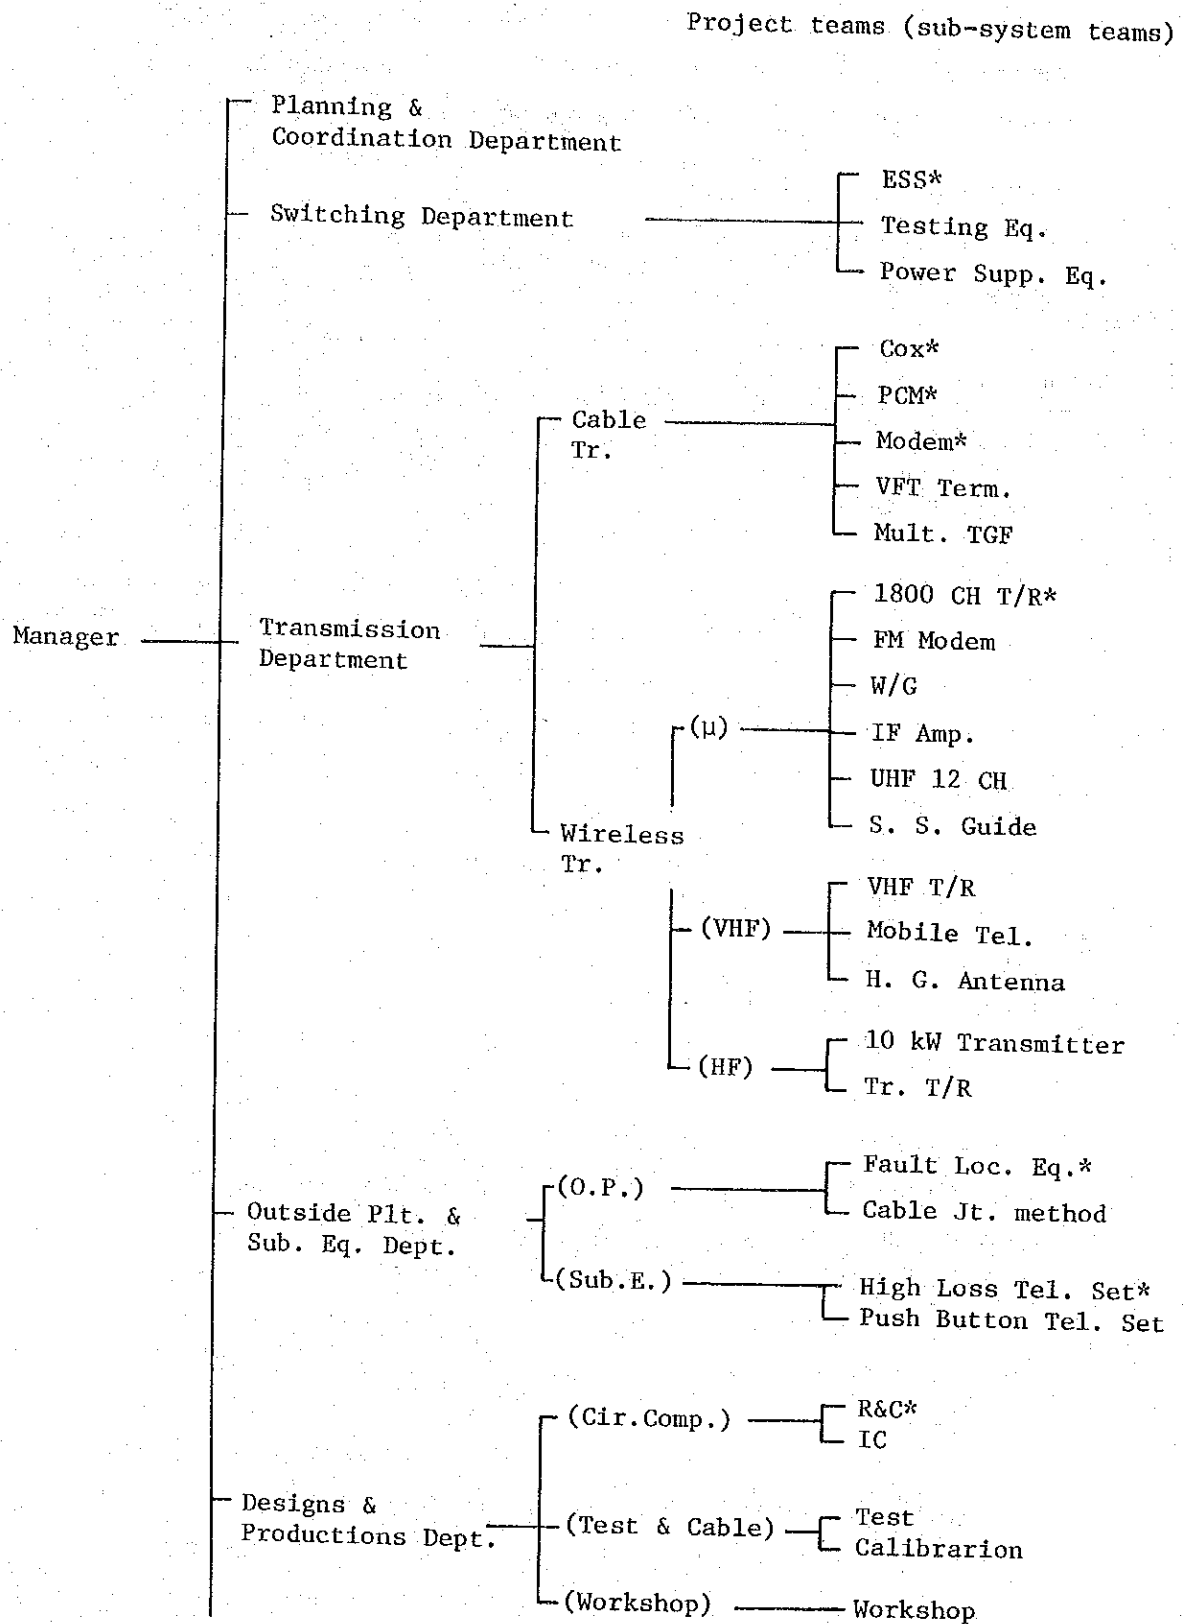 Project teams (sub-system teams)
Planning &
Coordination Department
Switching Department
ESS*
Testing Eq.
Power Supp. Eq.
Manager
Transmission
Department
Cable
Tr.
Cox*
PCM*
Modem*
VFT Term.
Mult. TGF
Wireless
Tr.
(μ)
1800 CH T/R*
FM Modem
W/G
IF Amp.
UHF 12 CH
S. S. Guide
(VHF)
VHF T/R
Mobile Tel.
H. G. Antenna
(HF)
10 kW Transmitter
Tr. T/R
Outside Plt. &
Sub. Eq. Dept.
(O.P.)
Fault Loc. Eq.*
Cable Jt. method
(Sub.E.)
High Loss Tel. Set*
Push Button Tel. Set
Designs &
Productions Dept.
(Cir.Comp.)
R&C*
IC
(Test & Cable)
Test
Calibrarion
(Workshop)
Workshop